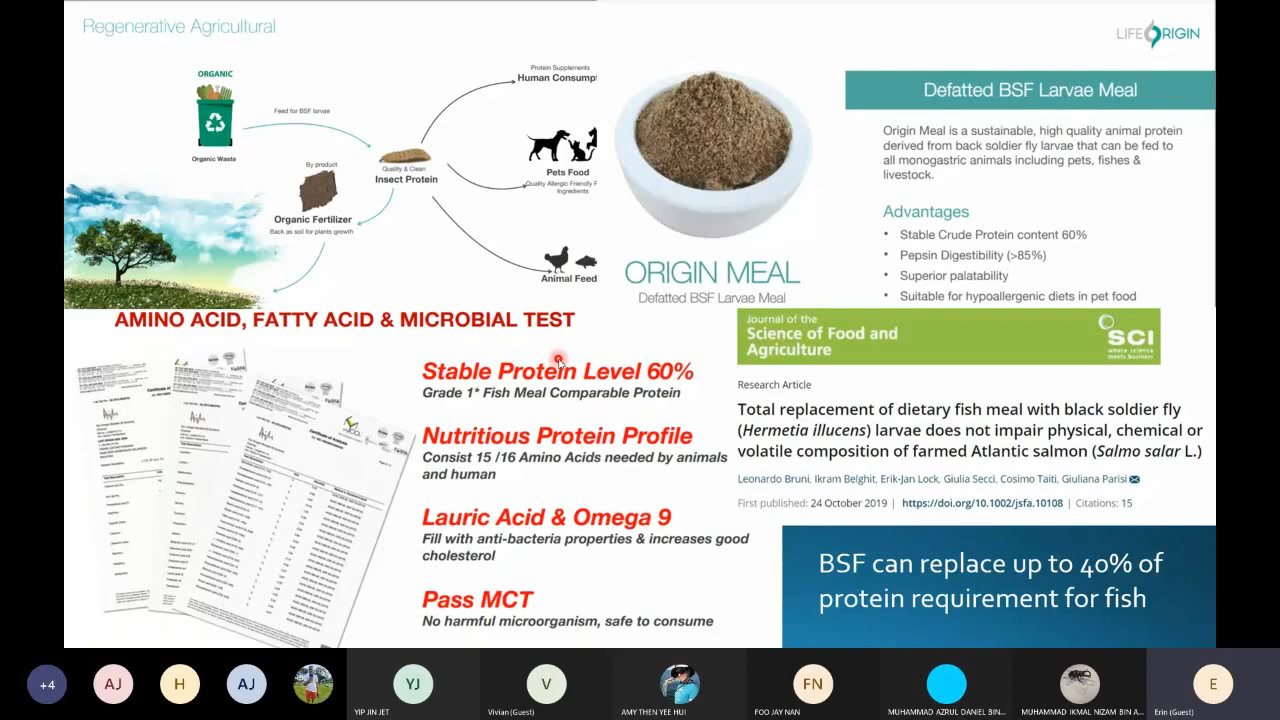 Regenerative Agricultural
LIFE ORIGIN
ORGANIC
Organic Waste
Feed for BSF larvae
By product
Organic Fertilizer
Back as soil for plants growth
Quality & Clean
Insect Protein
Protein Supplements
Human Consumpt
Pets Food
Quality Allergic Friendly F
Ingredients
Animal Feed
ORIGIN MEAL
Defatted BSF Larvae Meal
Defatted BSF Larvae Meal
Origin Meal is a sustainable, high quality animal protein
derived from back soldier fly larvae that can be fed to
all monogastric animals including pets, fishes &
livestock.
Advantages
• Stable Crude Protein content 60%
• Pepsin Digestibility (>85%)
• Superior palatability
• Suitable for hypoallergenic diets in pet food
AMINO ACID, FATTY ACID & MICROBIAL TEST
Stable Protein Level 60%
Grade 1* Fish Meal Comparable Protein
Nutritious Protein Profile
Consist 15 /16 Amino Acids needed by animals
and human
Lauric Acid & Omega 9
Fill with anti-bacteria properties & increases good
cholesterol
Pass MCT
No harmful microorganism, safe to consume
Journal of the
Science of Food and
Agriculture
SCI
where science
meets business
Research Article
Total replacement of dietary fish meal with black soldier fly
(Hermetia illucens) larvae does not impair physical, chemical or
volatile composition of farmed Atlantic salmon (Salmo salar L.)
Leonardo Bruni, Ikram Belghit, Erik-Jan Lock, Giulia Secci, Cosimo Taiti, Giuliana Parisi
First published: 24 October 2019 | https://doi.org/10.1002/jsfa.10108 | Citations: 15
BSF can replace up to 40% of
protein requirement for fish
+4
AJ
H
AJ
YJ
YIP JIN JET
V
Vivian (Guest)
AMY THEN YEE HUI
FN
FOO JAY NAN
MUHAMMAD AZRUL DANIEL BIN...
MUHAMMAD IKMAL NIZAM BIN A...
E
Erin (Guest)